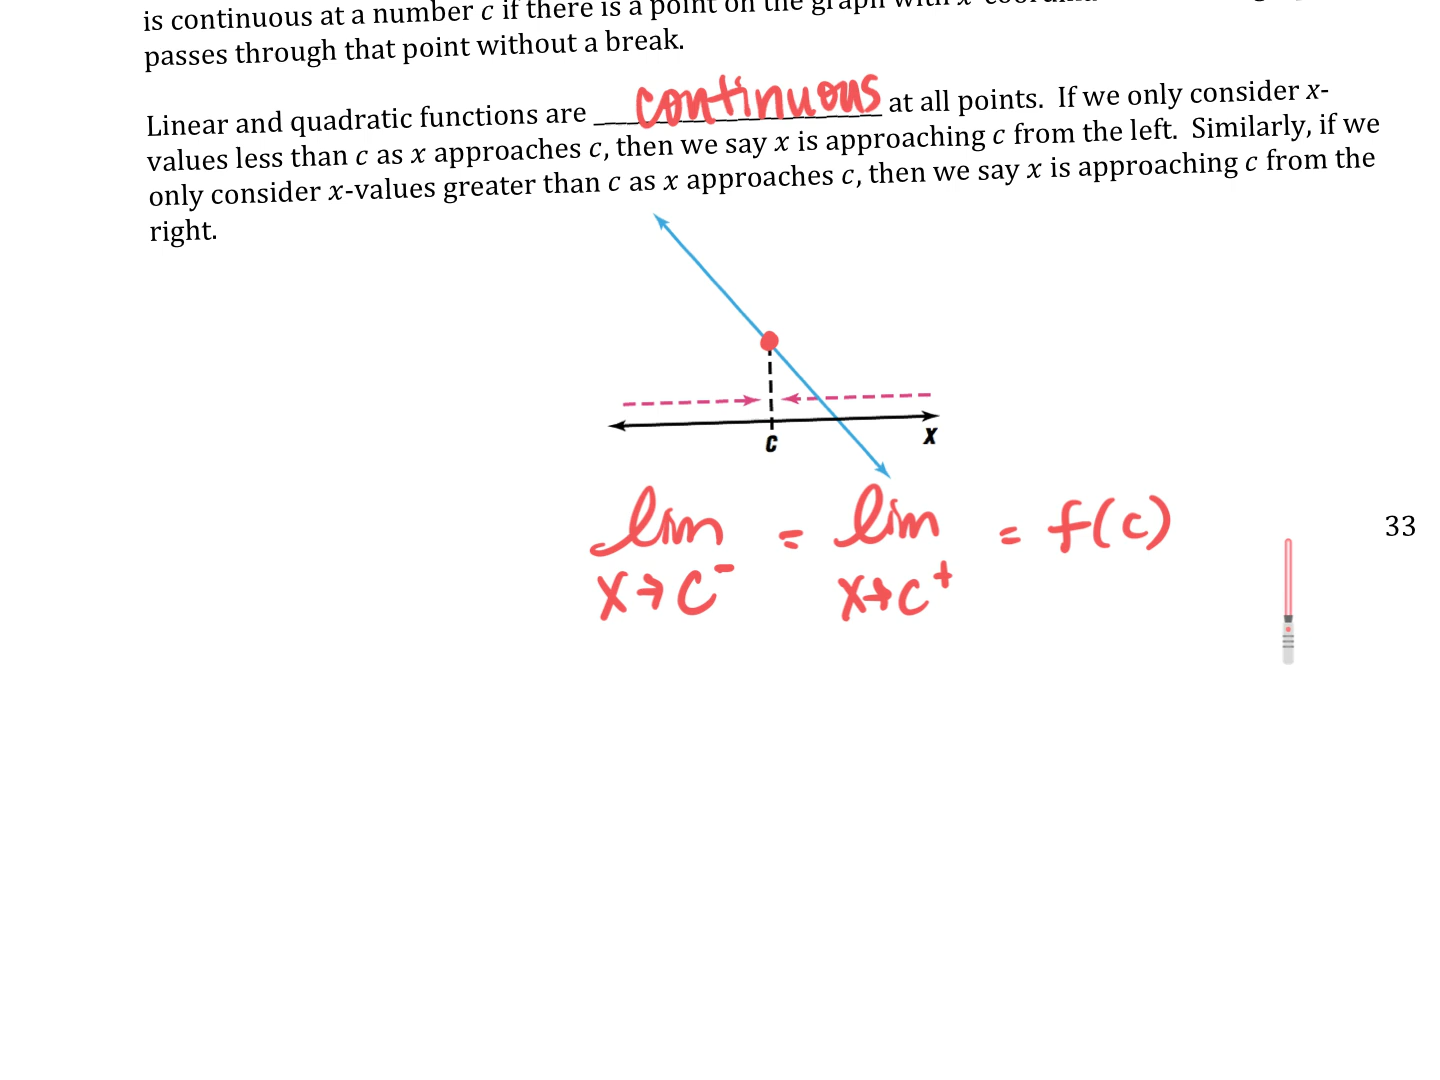 is continuous at a number c if there is a point on the graph with x-
passes through that point without a break.
Linear and quadratic functions are continuous at all points. If we only consider x-
values less than c as x approaches c, then we say x is approaching c from the left. Similarly, if we
only consider x-values greater than c as x approaches c, then we say x is approaching c from the
right.
c x
lim = lim = f(c)
x→c⁻ x→c⁺
33